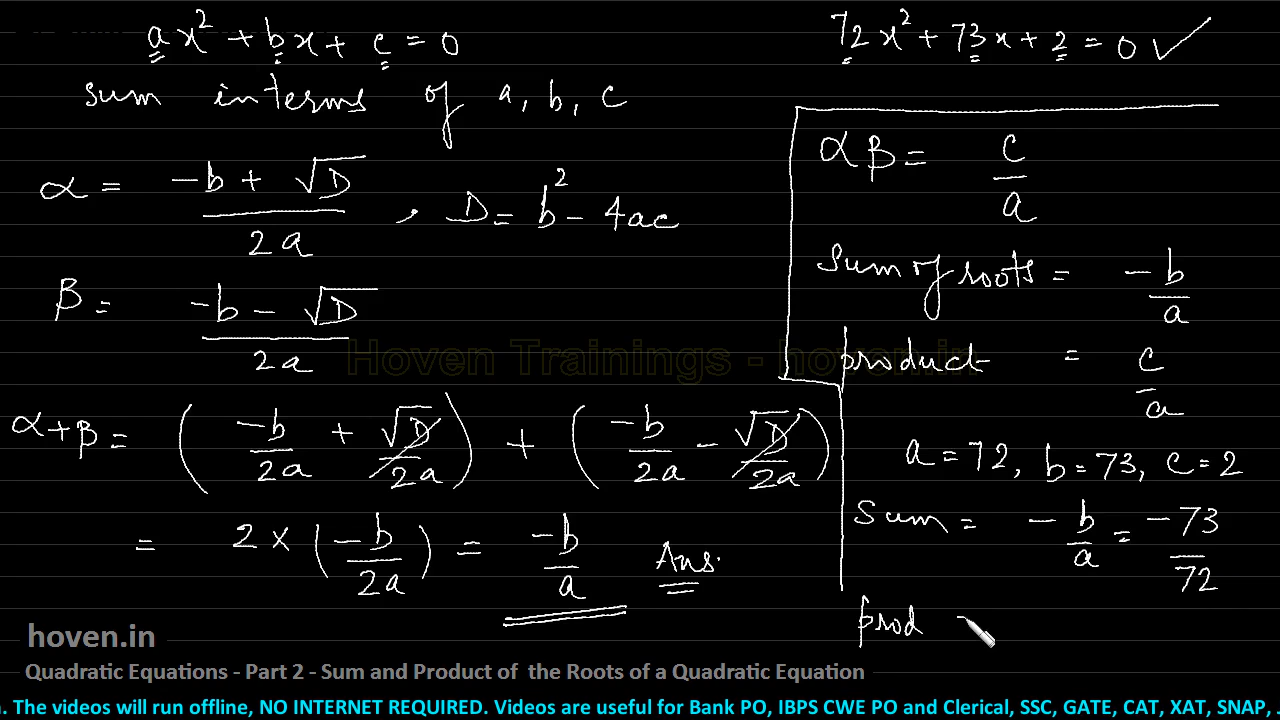 ax² + bx + c = 0
sum interms of a, b, c
α = (-b + √D)/2a , D = b² - 4ac
β = (-b - √D)/2a
α+β = (-b/2a + √D/2a) + (-b/2a - √D/2a)
= 2 × (-b/2a) = -b/a Ans.
72x² + 73x + 2 = 0 ✓
αβ = c/a
Sum of roots = -b/a
product = c/a
a = 72, b = 73, c = 2
Sum = -b/a = -73/72
prod
Hoven Trainings - hoven.in
hoven.in
Quadratic Equations - Part 2 - Sum and Product of the Roots of a Quadratic Equation
. The videos will run offline, NO INTERNET REQUIRED. Videos are useful for Bank PO, IBPS CWE PO and Clerical, SSC, GATE, CAT, XAT, SNAP, .